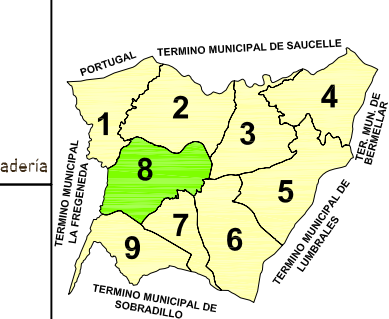 PORTUGAL
TERMINO MUNICIPAL DE SAUCELLE
1
2
3
4
TER. MUN. DE
BERMELLAR
adería
8
5
TERMINO MUNICIPAL
LA FREGENEDA
7
9
6
TERMINO MUNICIPAL DE
LUMBRALES
TERMINO MUNICIPAL DE
SOBRADILLO